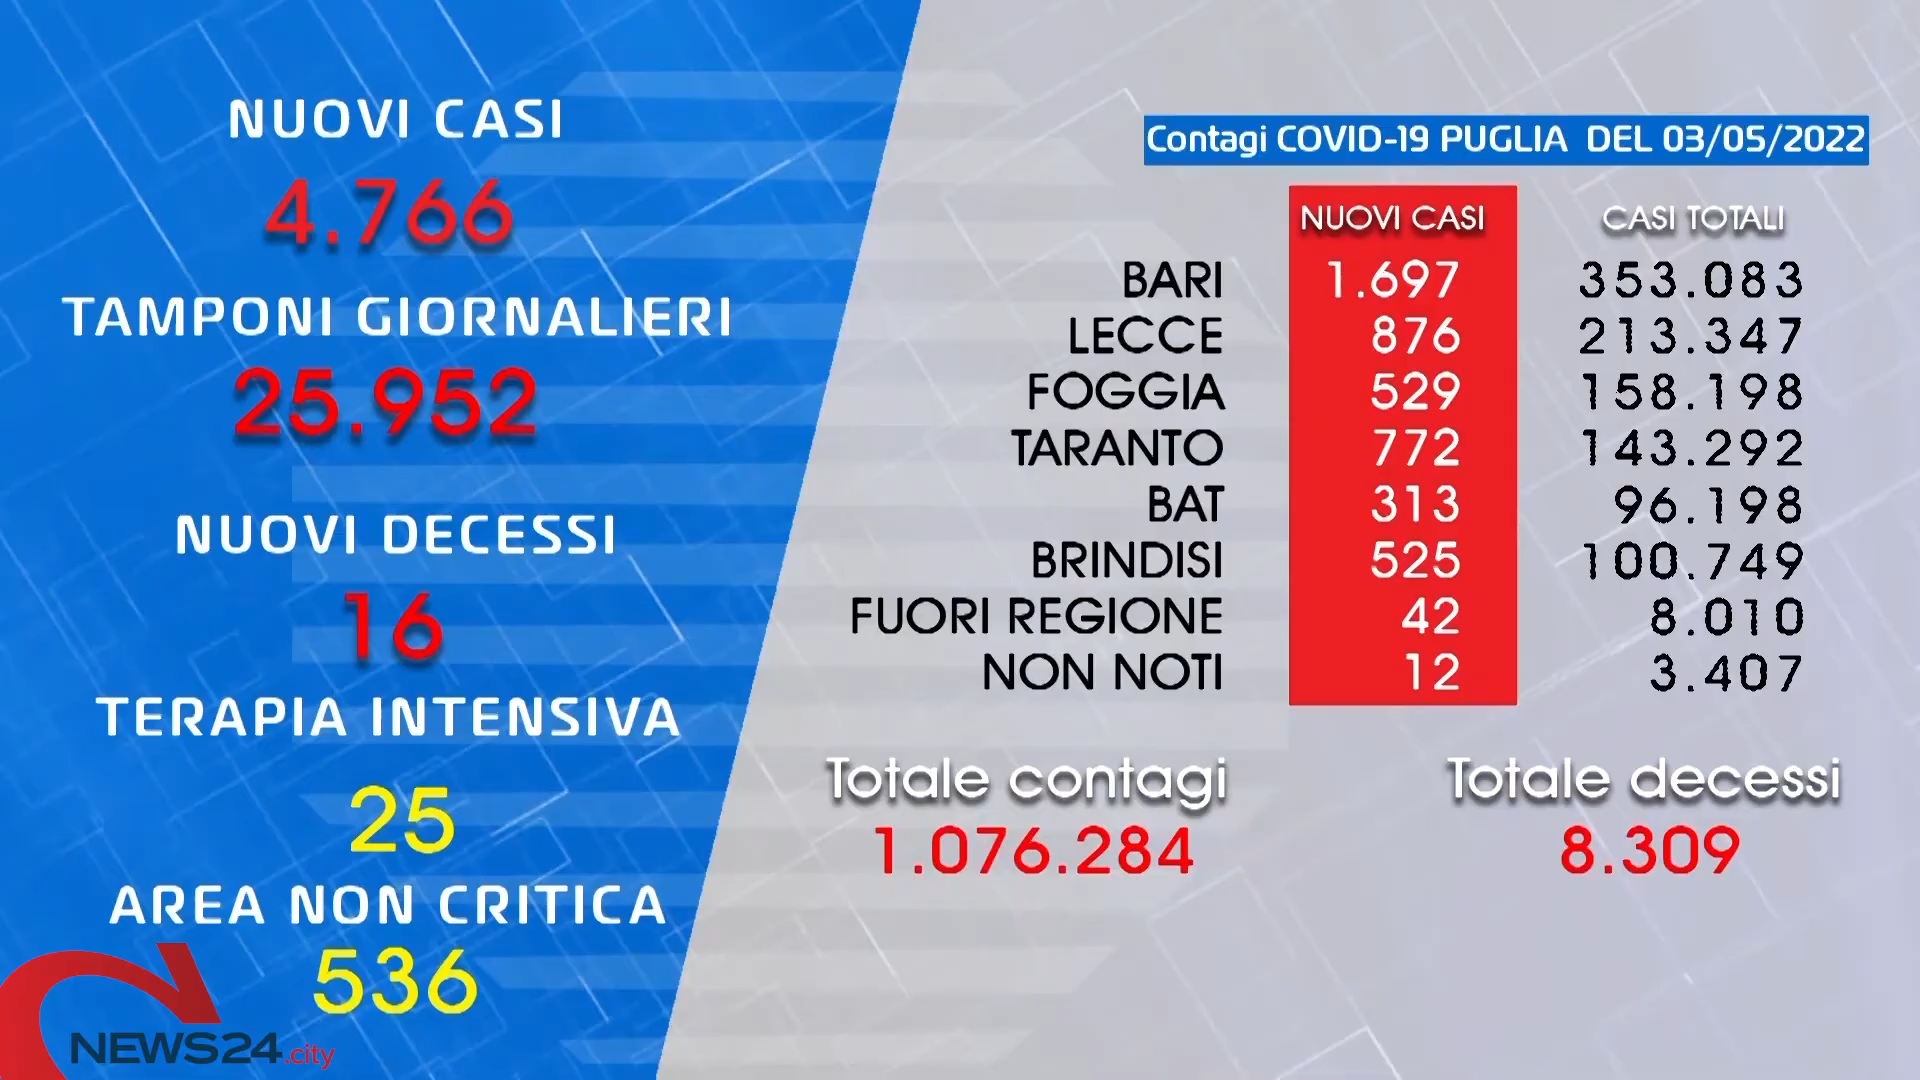 NUOVI CASI
4.766
TAMPONI GIORNALIERI
25.952
NUOVI DECESSI
16
TERAPIA INTENSIVA
25
AREA NON CRITICA
536
NEWS24.city
Contagi COVID-19 PUGLIA DEL 03/05/2022
NUOVI CASI CASI TOTALI
BARI 1.697 353.083
LECCE 876 213.347
FOGGIA 529 158.198
TARANTO 772 143.292
BAT 313 96.198
BRINDISI 525 100.749
FUORI REGIONE 42 8.010
NON NOTI 12 3.407
Totale contagi Totale decessi
1.076.284 8.309